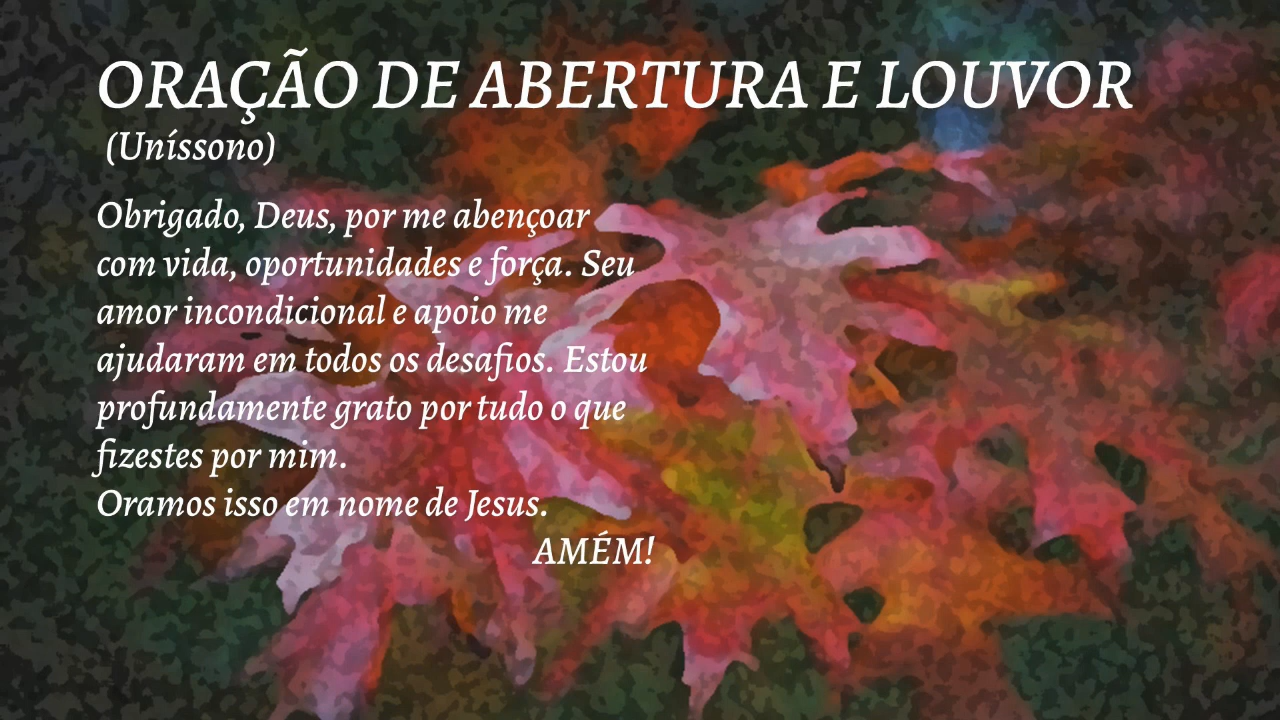 ORAÇÃO DE ABERTURA E LOUVOR
(Uníssono)
Obrigado, Deus, por me abençoar
com vida, oportunidades e força. Seu
amor incondicional e apoio me
ajudaram em todos os desafios. Estou
profundamente grato por tudo o que
fizestes por mim.
Oramos isso em nome de Jesus.
AMÉM!